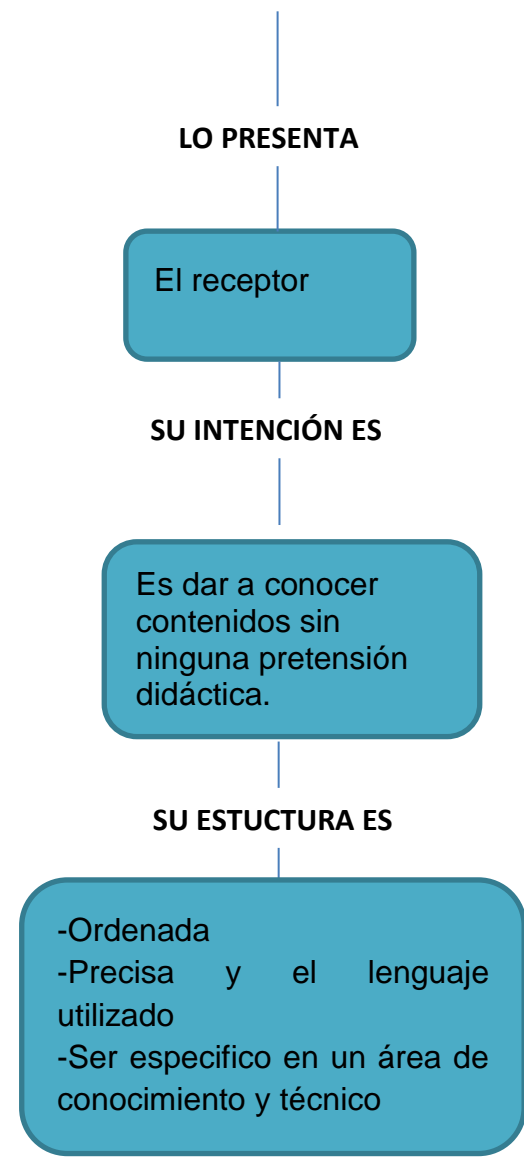 LO PRESENTA
El receptor
SU INTENCIÓN ES
Es dar a conocer
contenidos sin
ninguna pretensión
didáctica.
SU ESTUCTURA ES
-Ordenada
-Precisa y el lenguaje
utilizado
-Ser especifico en un área de
conocimiento y técnico